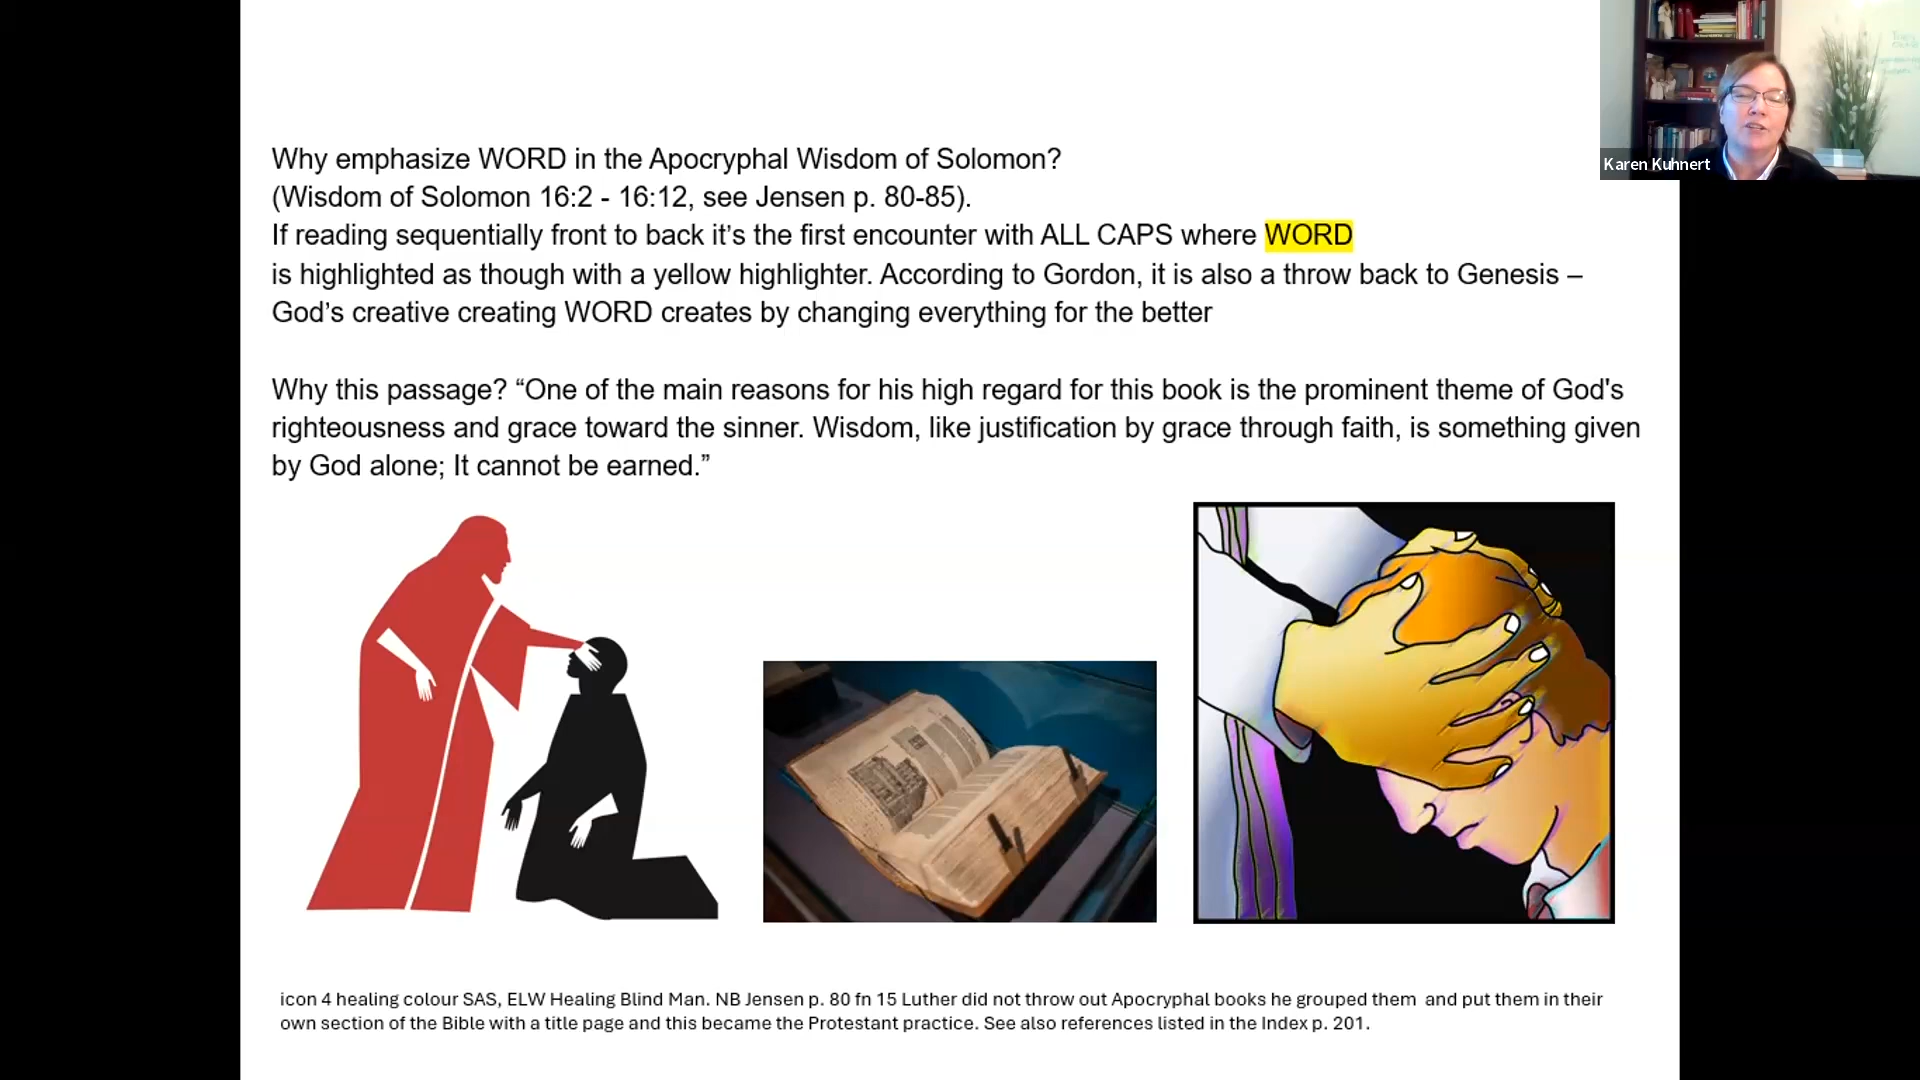 Karen Kuhnert
Why emphasize WORD in the Apocryphal Wisdom of Solomon?
(Wisdom of Solomon 16:2 - 16:12, see Jensen p. 80-85).
If reading sequentially front to back it’s the first encounter with ALL CAPS where WORD
is highlighted as though with a yellow highlighter. According to Gordon, it is also a throw back to Genesis –
God’s creative creating WORD creates by changing everything for the better
Why this passage? “One of the main reasons for his high regard for this book is the prominent theme of God's
righteousness and grace toward the sinner. Wisdom, like justification by grace through faith, is something given
by God alone; It cannot be earned.”
icon 4 healing colour SAS, ELW Healing Blind Man. NB Jensen p. 80 fn 15 Luther did not throw out Apocryphal books he grouped them and put them in their
own section of the Bible with a title page and this became the Protestant practice. See also references listed in the Index p. 201.